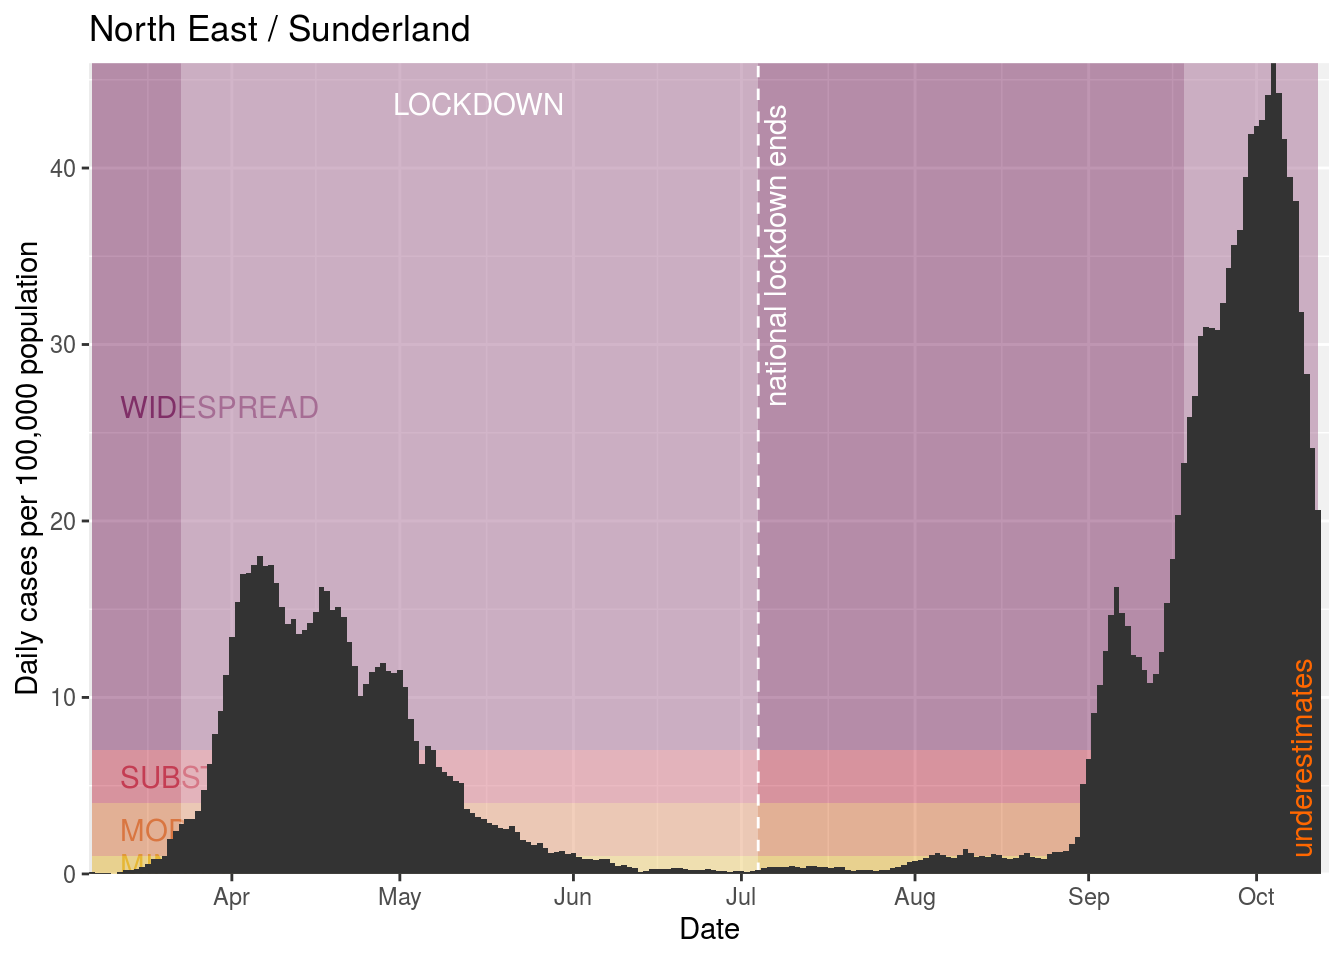 North East / Sunderland
LOCKDOWN
national lockdown ends
WIDESPREAD
Daily cases per 100,000 population
40
30
20
10
0
underestimates
Apr
May
Jun
Jul
Aug
Sep
Oct
Date